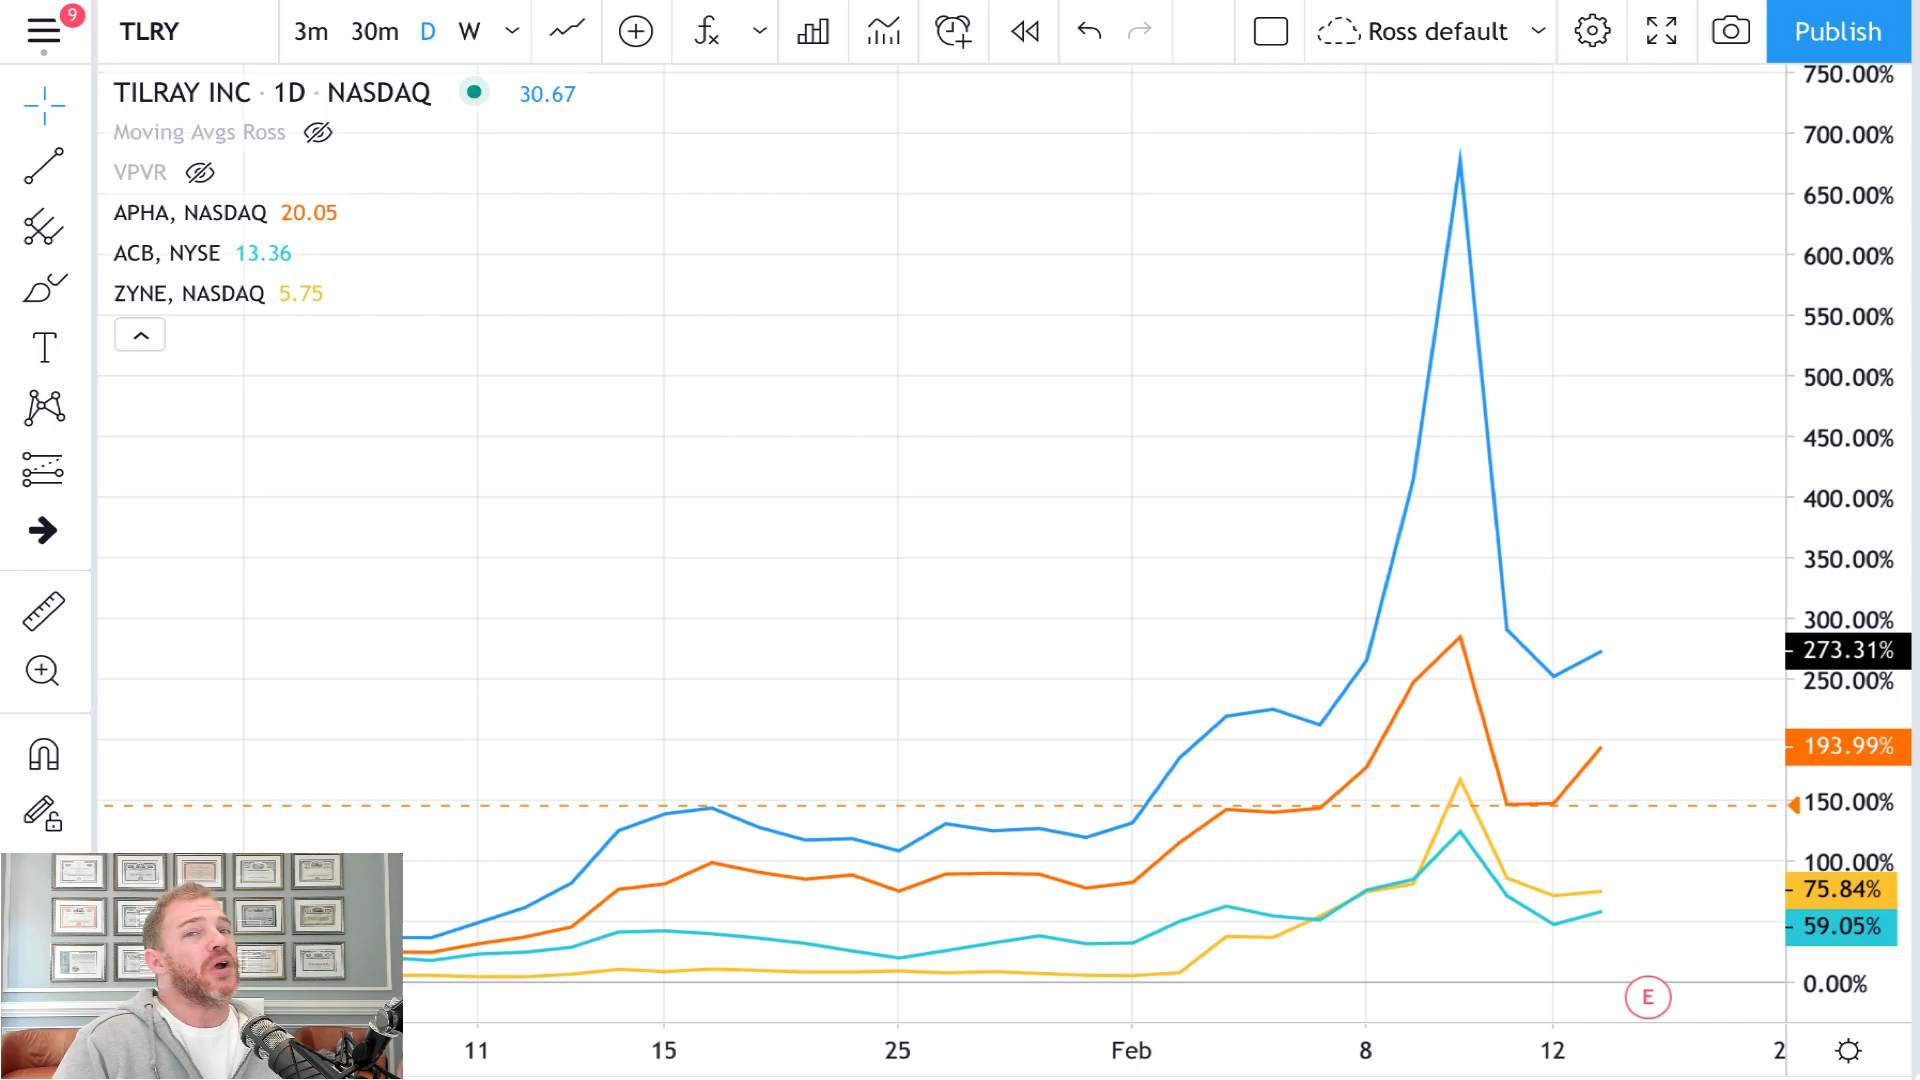 9
TLRY
3m 30m D W
fx
Ross default
Publish
TILRAY INC · 1D · NASDAQ 30.67
Moving Avgs Ross
VPVR
APHA, NASDAQ 20.05
ACB, NYSE 13.36
ZYNE, NASDAQ 5.75
T
750.00%
700.00%
650.00%
600.00%
550.00%
500.00%
450.00%
400.00%
350.00%
300.00%
273.31%
250.00%
193.99%
150.00%
100.00%
75.84%
59.05%
0.00%
E
11 15 25 Feb 8 12 2